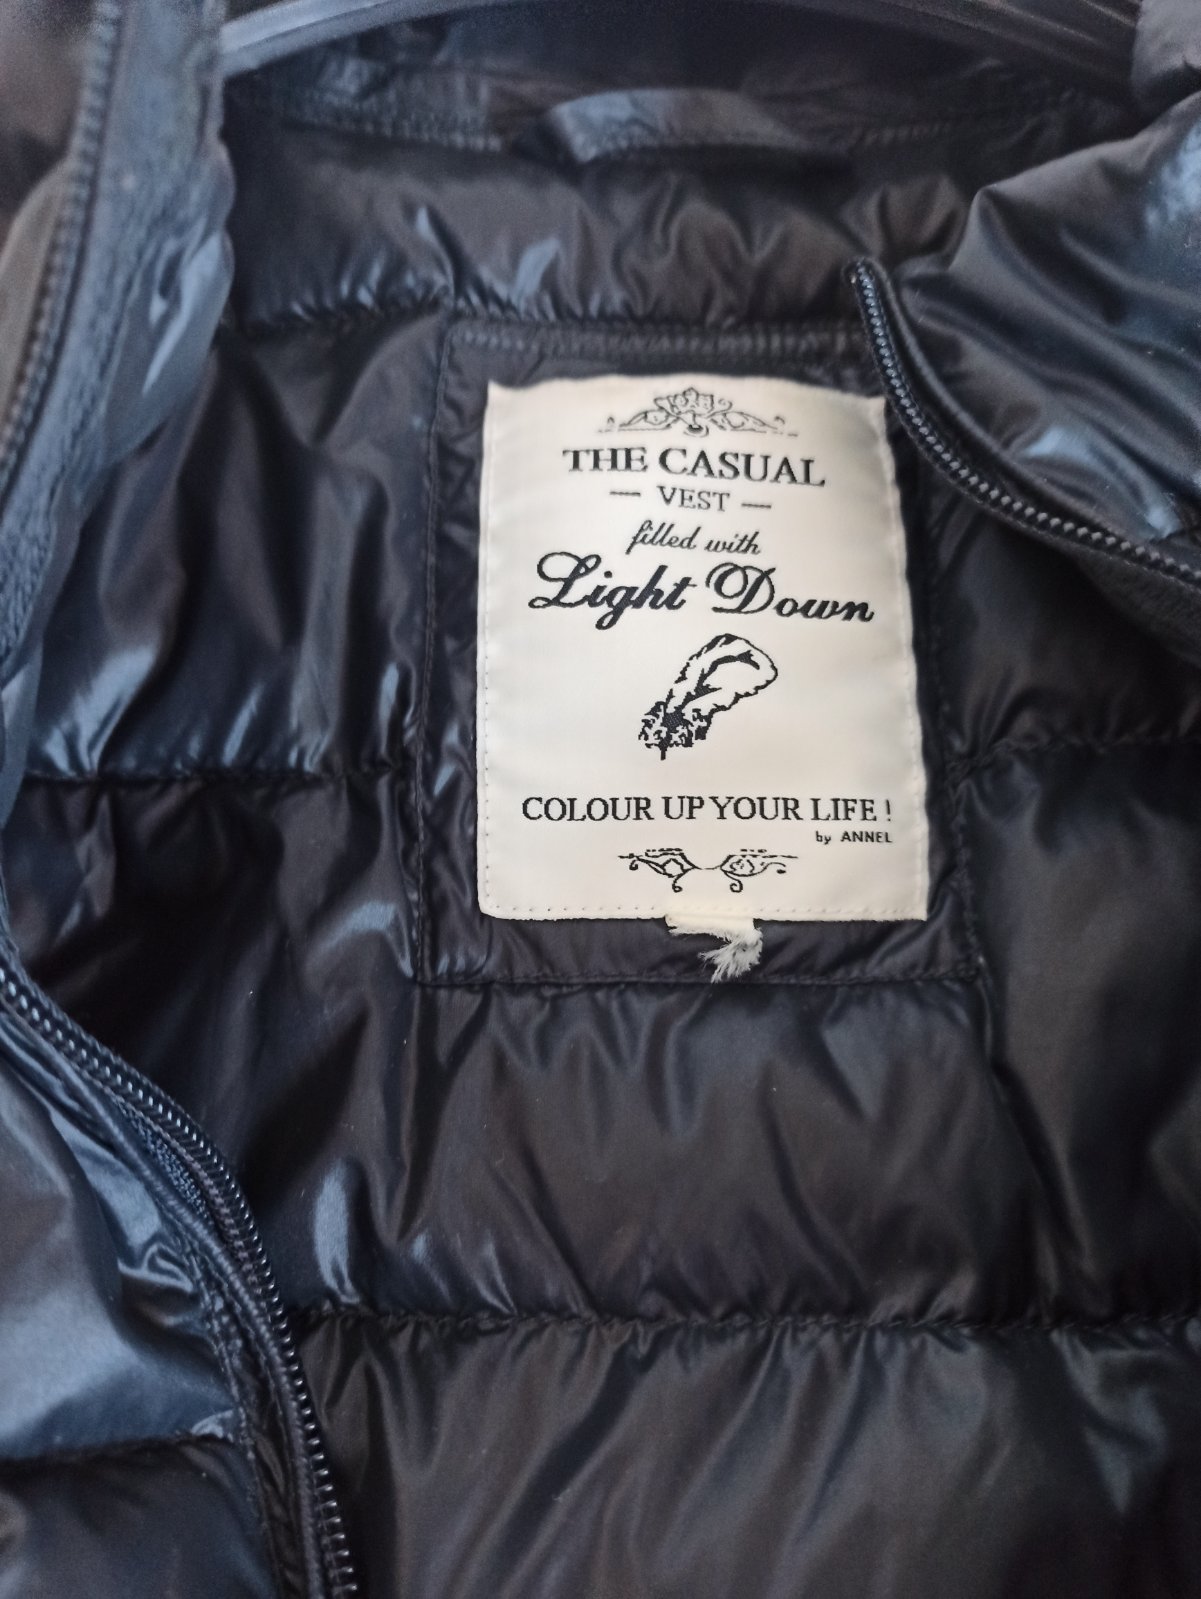 THE CASUAL
— VEST —
filled with
Light Down
COLOUR UP YOUR LIFE !
by ANNEL